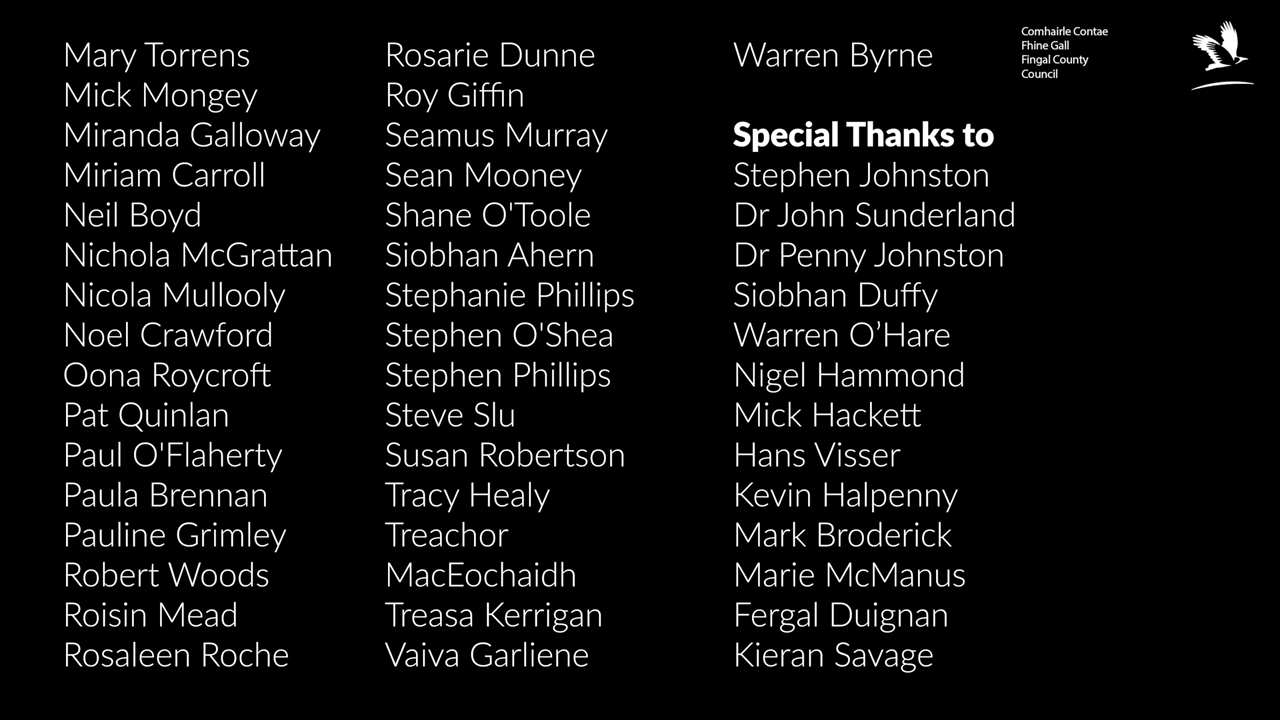 Mary Torrens
Mick Mongey
Miranda Galloway
Miriam Carroll
Neil Boyd
Nichola McGrattan
Nicola Mullooly
Noel Crawford
Oona Roycroft
Pat Quinlan
Paul O'Flaherty
Paula Brennan
Pauline Grimley
Robert Woods
Roisin Mead
Rosaleen Roche
Rosarie Dunne
Roy Giffin
Seamus Murray
Sean Mooney
Shane O'Toole
Siobhan Ahern
Stephanie Phillips
Stephen O'Shea
Stephen Phillips
Steve Slu
Susan Robertson
Tracy Healy
Treachor
MacEochaidh
Treasa Kerrigan
Vaiva Garliene
Warren Byrne
Special Thanks to
Stephen Johnston
Dr John Sunderland
Dr Penny Johnston
Siobhan Duffy
Warren O’Hare
Nigel Hammond
Mick Hackett
Hans Visser
Kevin Halpenny
Mark Broderick
Marie McManus
Fergal Duignan
Kieran Savage
Comhairle Contae
Fhine Gall
Fingal County
Council